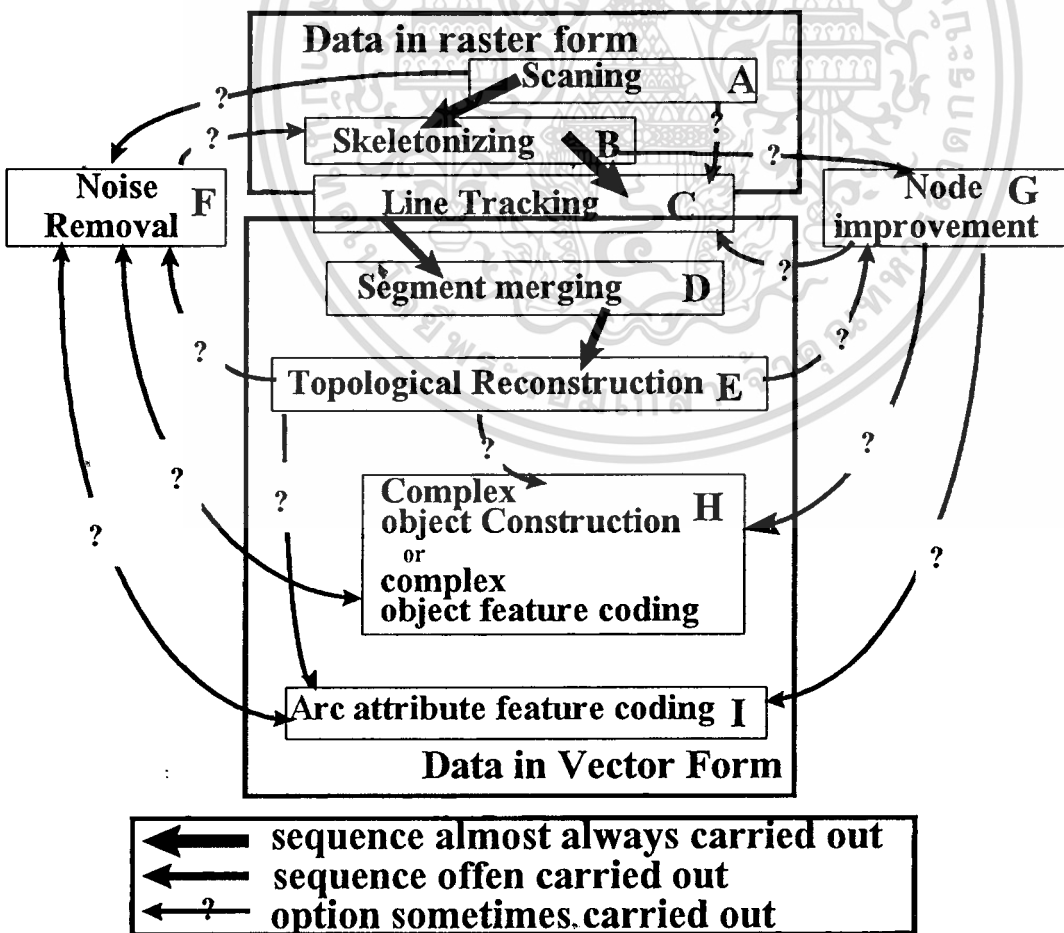 Data in raster form
Scaning A
?
?
?
Skeletonizing B
?
Noise
Removal F
Line Tracking C
Node G
improvement
?
Segment merging D
?
?
Topological Reconstruction E
?
?
?
?
?
Complex
object Construction H
or
complex
object feature coding
Arc attribute feature coding I
Data in Vector Form
sequence almost always carried out
sequence offen carried out
? option sometimes carried out